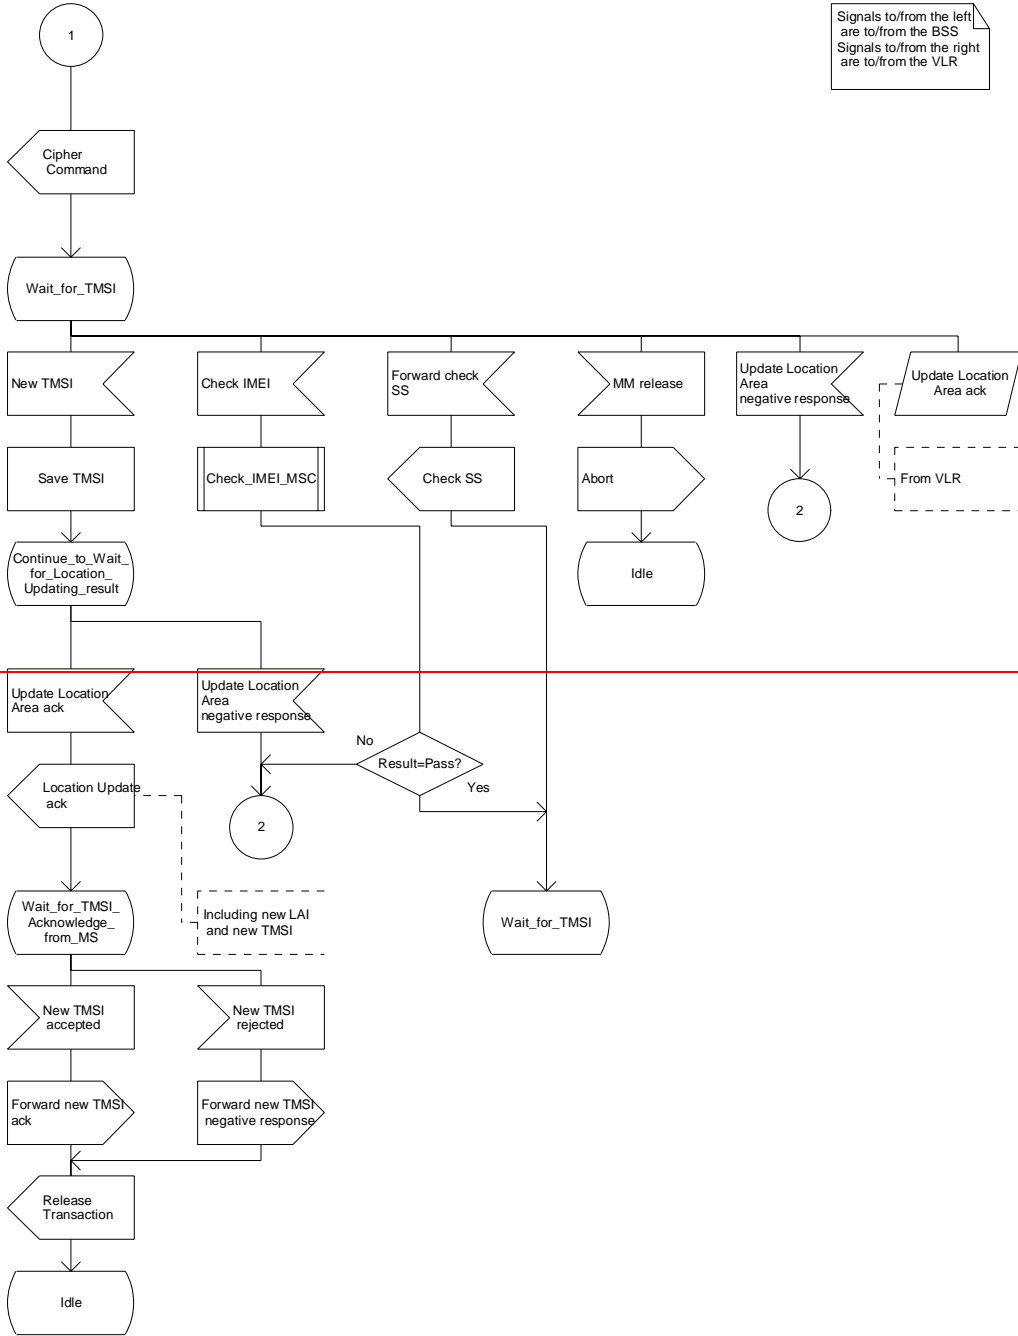 1
Signals to/from the left
are to/from the BSS
Signals to/from the right
are to/from the VLR
Cipher
Command
Wait_for_TMSI
New TMSI
Check IMEI
Forward check
SS
MM release
Update Location
Area
negative response
Update Location
Area ack
Save TMSI
Check_IMEI_MSC
Check SS
Abort
2
From VLR
Continue_to_Wait_
for_Location_
Updating_result
Idle
Update Location
Area ack
Update Location
Area
negative response
No
Result=Pass?
Yes
Location Update
ack
2
Wait_for_TMSI_
Acknowledge_
from_MS
Including new LAI
and new TMSI
Wait_for_TMSI
New TMSI
accepted
New TMSI
rejected
Forward new TMSI
ack
Forward new TMSI
negative response
Release
Transaction
Idle